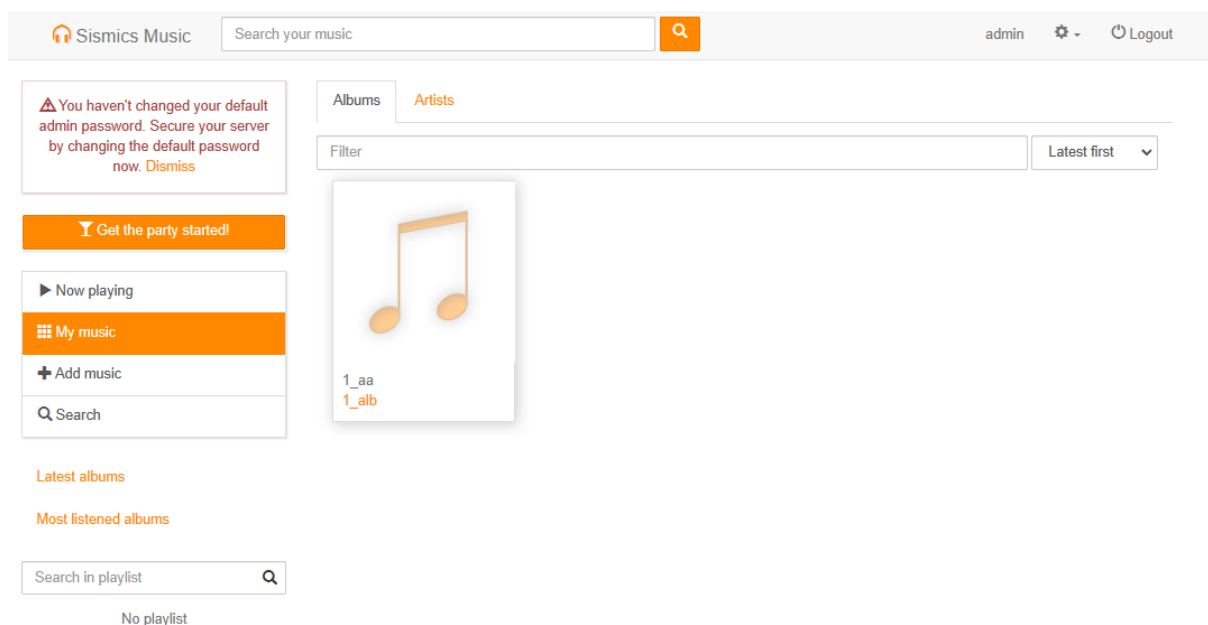 Sismics Music
Search your music
admin
Logout
You haven't changed your default
admin password. Secure your server
by changing the default password
now. Dismiss
Get the party started!
Now playing
My music
Add music
Search
Latest albums
Most listened albums
Search in playlist
No playlist
Albums
Artists
Filter
Latest first
1_aa
1_alb